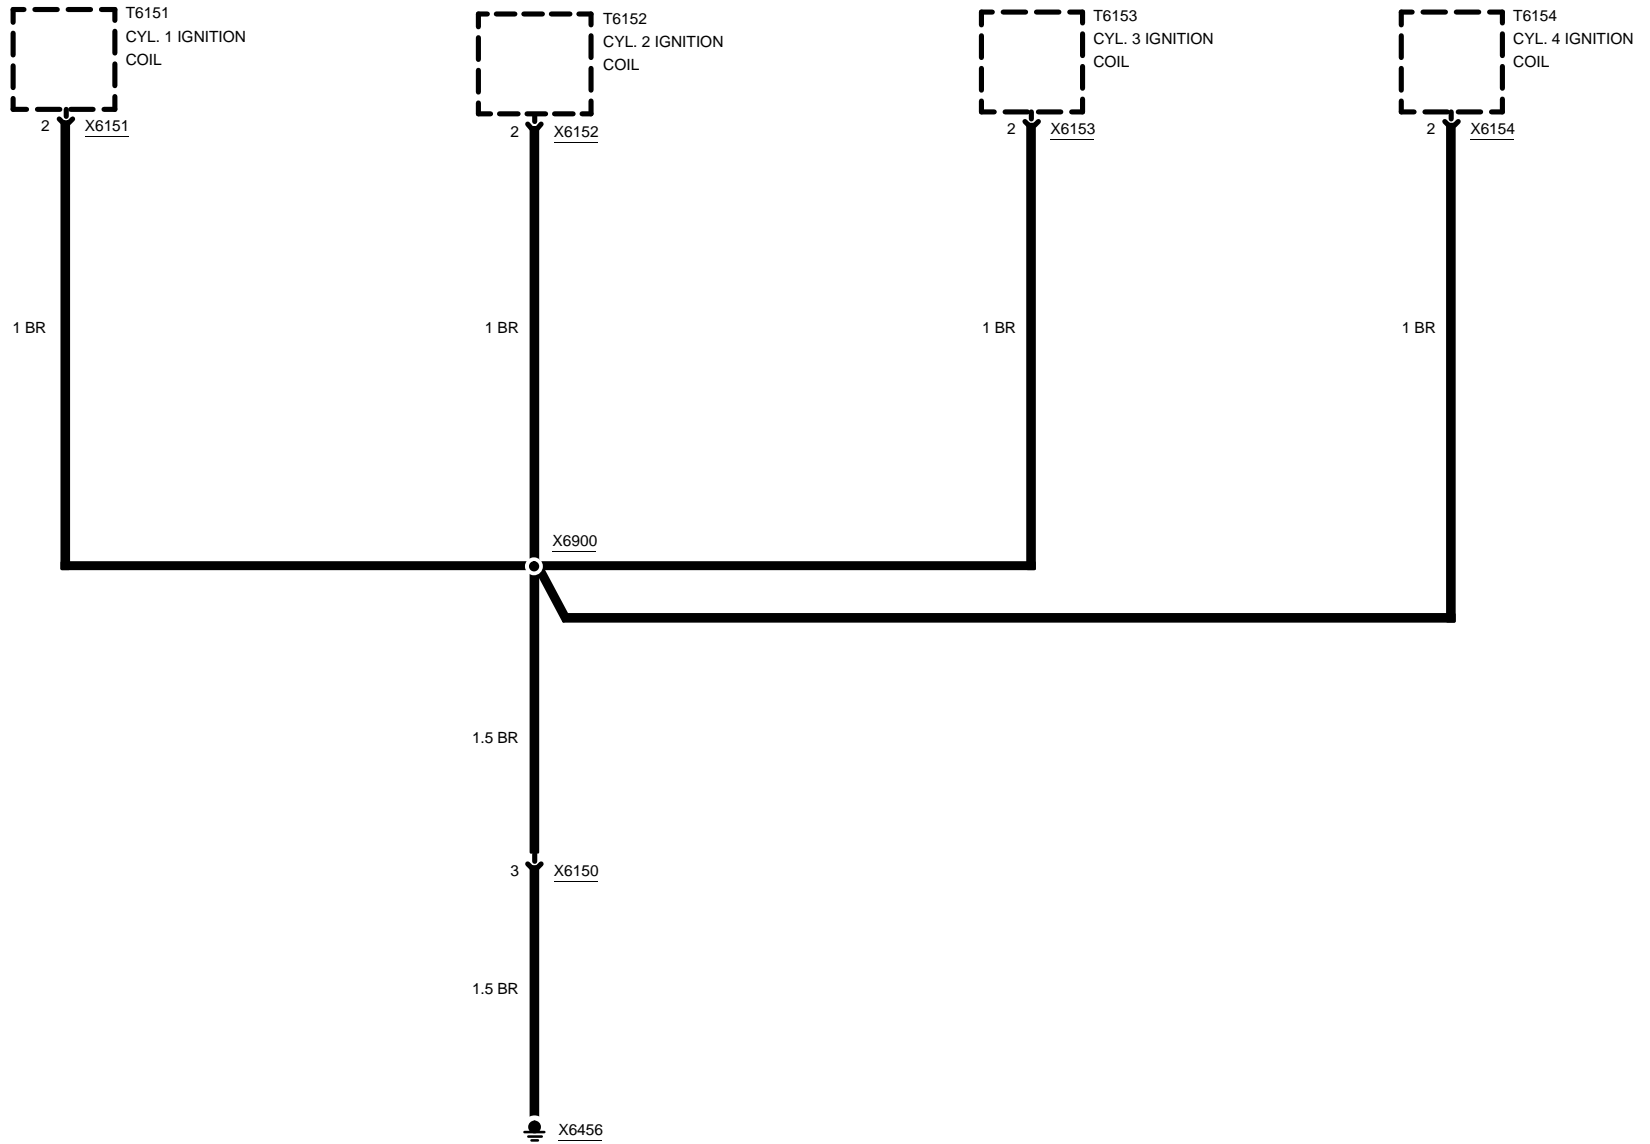 T6151
CYL. 1 IGNITION
COIL
T6152
CYL. 2 IGNITION
COIL
T6153
CYL. 3 IGNITION
COIL
T6154
CYL. 4 IGNITION
COIL
2 X6151
2 X6152
2 X6153
2 X6154
1 BR
1 BR
1 BR
1 BR
X6900
1.5 BR
3 X6150
1.5 BR
X6456